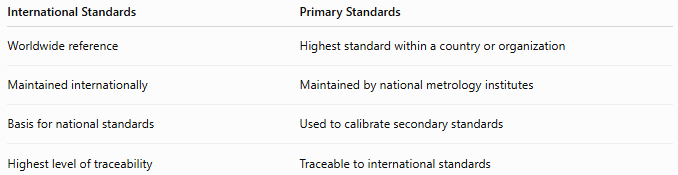 International Standards Primary Standards
Worldwide reference Highest standard within a country or organization
Maintained internationally Maintained by national metrology institutes
Basis for national standards Used to calibrate secondary standards
Highest level of traceability Traceable to international standards